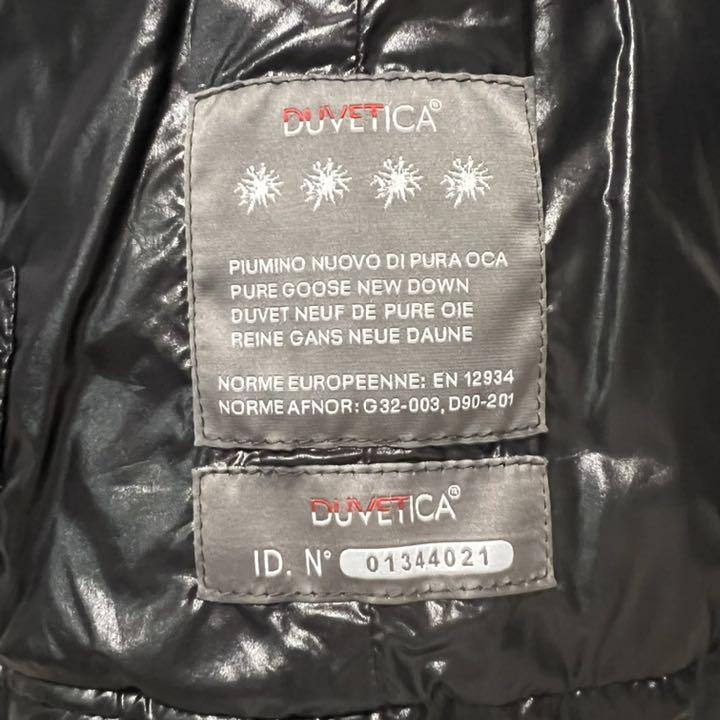 DUVETICA®
PIUMINO NUOVO DI PURA OCA
PURE GOOSE NEW DOWN
DUVET NEUF DE PURE OIE
REINE GANS NEUE DAUNE
NORME EUROPEENNE: EN 12934
NORME AFNOR: G32-003, D90-201
DUVETICA®
ID. N° 01344021